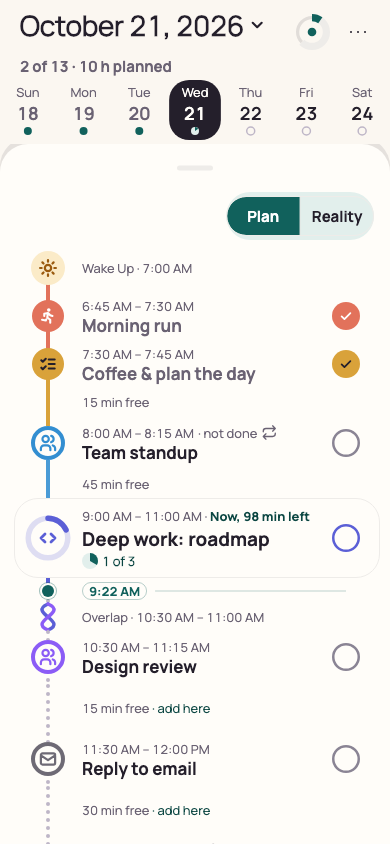 October 21, 2026
2 of 13 · 10 h planned
Sun Mon Tue Wed Thu Fri Sat
18 19 20 21 22 23 24
Plan Reality
Wake Up · 7:00 AM
6:45 AM – 7:30 AM
Morning run
7:30 AM – 7:45 AM
Coffee & plan the day
15 min free
8:00 AM – 8:15 AM · not done
Team standup
45 min free
9:00 AM – 11:00 AM · Now, 98 min left
Deep work: roadmap
1 of 3
9:22 AM
Overlap · 10:30 AM – 11:00 AM
10:30 AM – 11:15 AM
Design review
15 min free · add here
11:30 AM – 12:00 PM
Reply to email
30 min free · add here